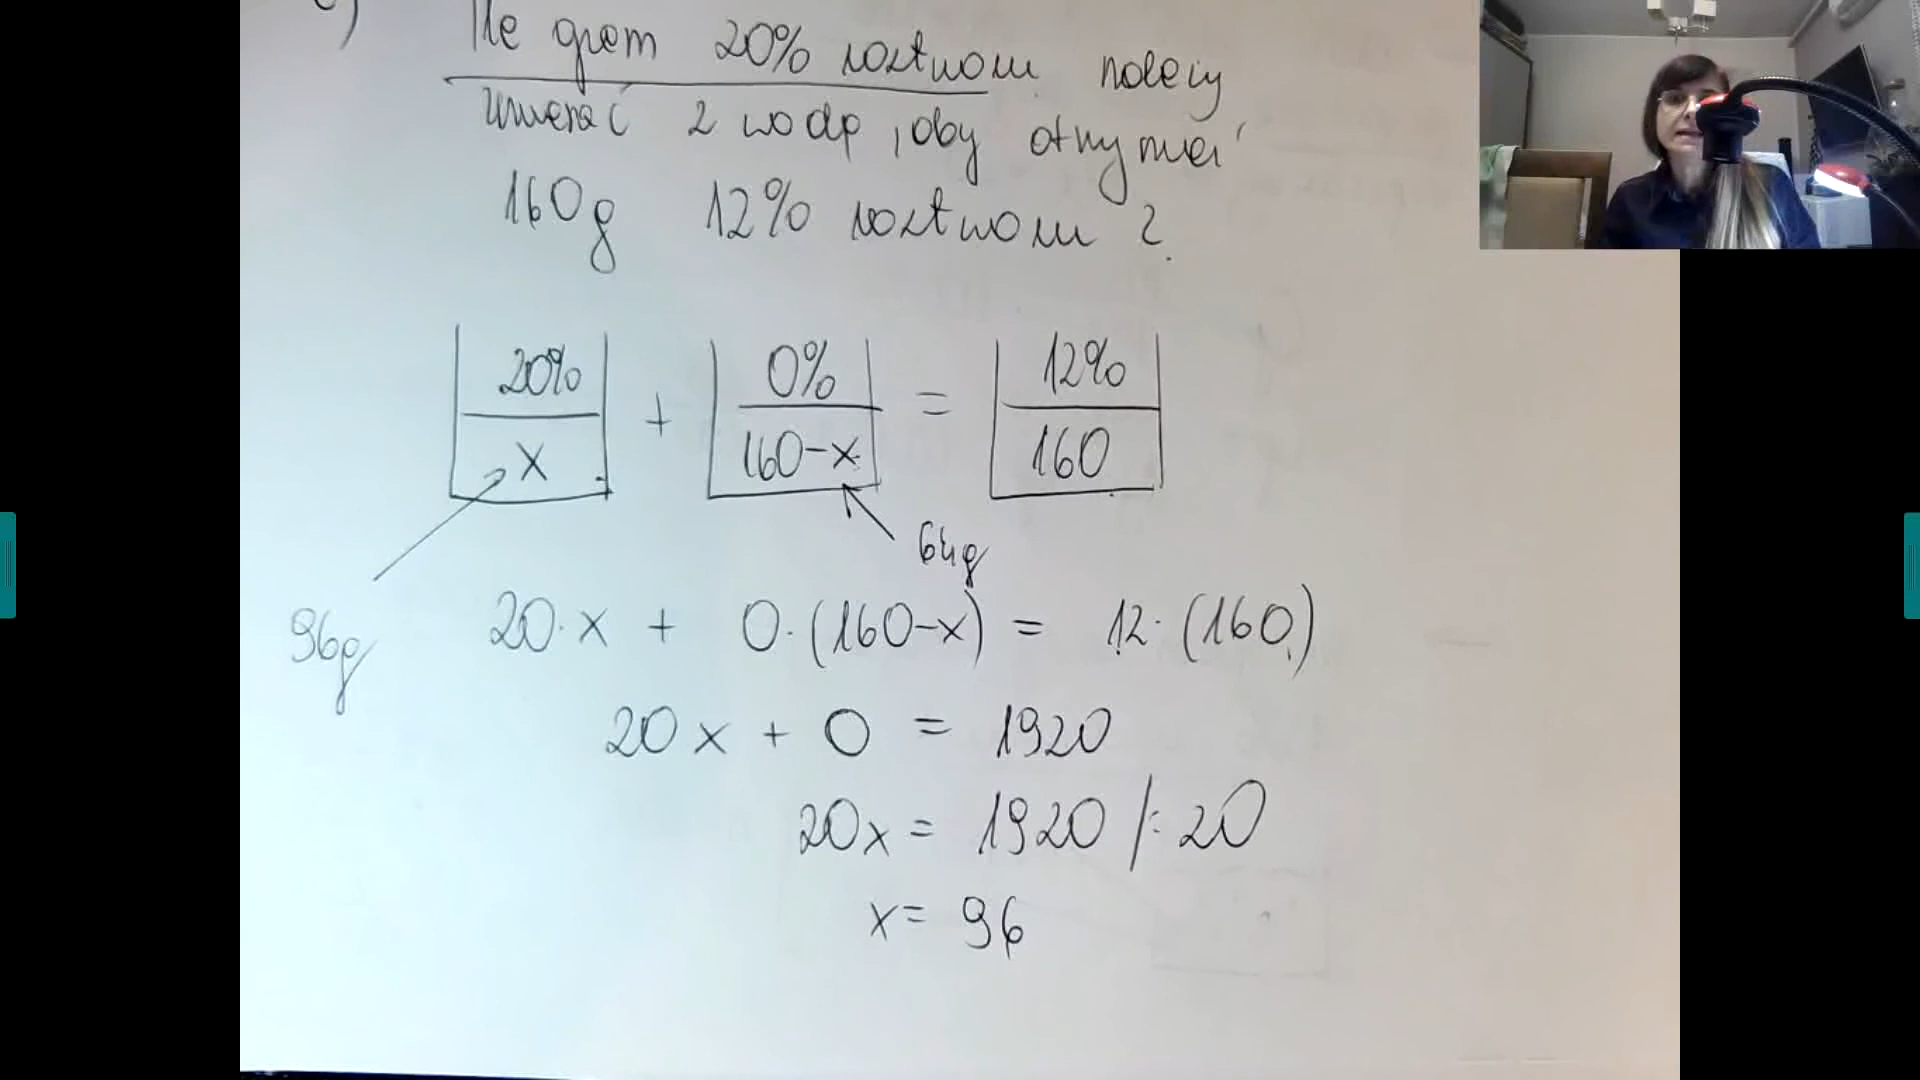 c)
Ile gram 20% roztworu należy
zmieszać z wodą, aby otrzymać
160g 12% roztworu?
20% + 0% = 12%
x 160-x 160
64g
96g
20·x + 0·(160-x) = 12·(160)
20x + 0 = 1920
20x = 1920 /: 20
x = 96